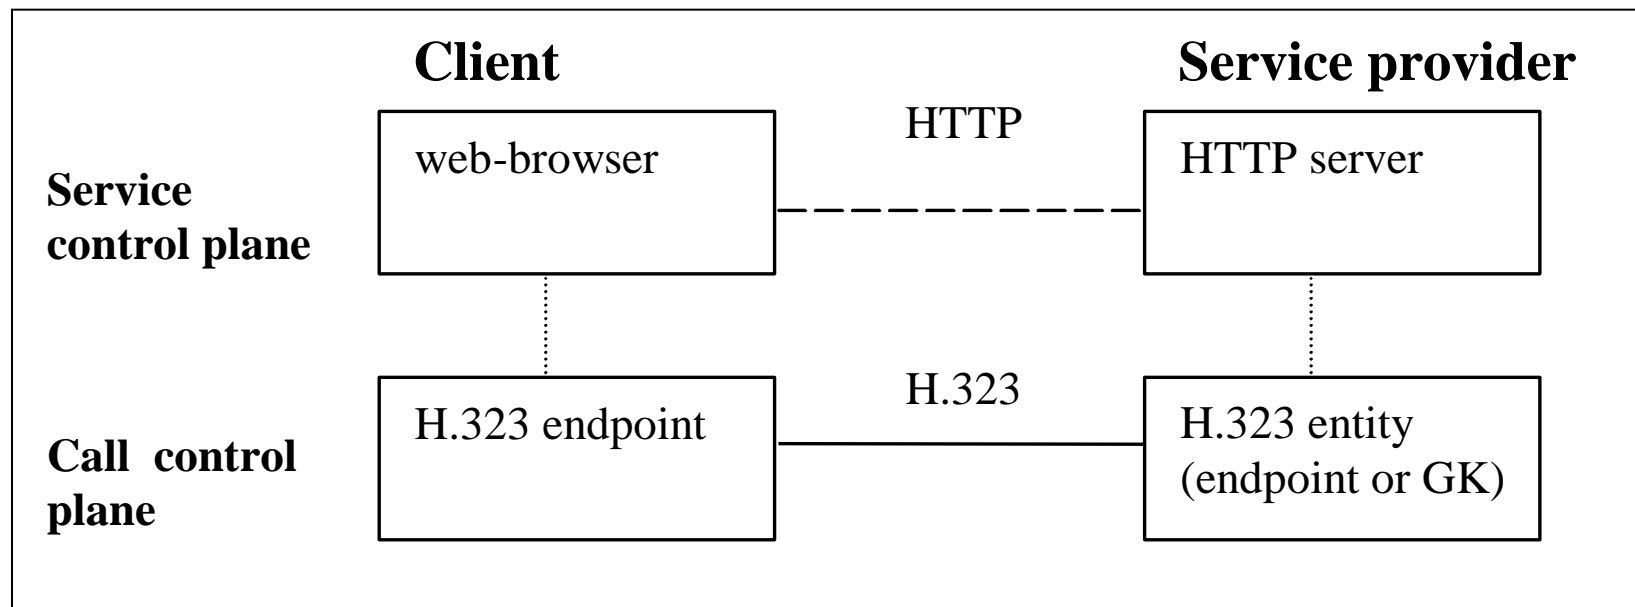 Client
Service provider
HTTP
web-browser
HTTP server
Service
control plane
H.323
H.323 endpoint
H.323 entity
(endpoint or GK)
Call control
plane